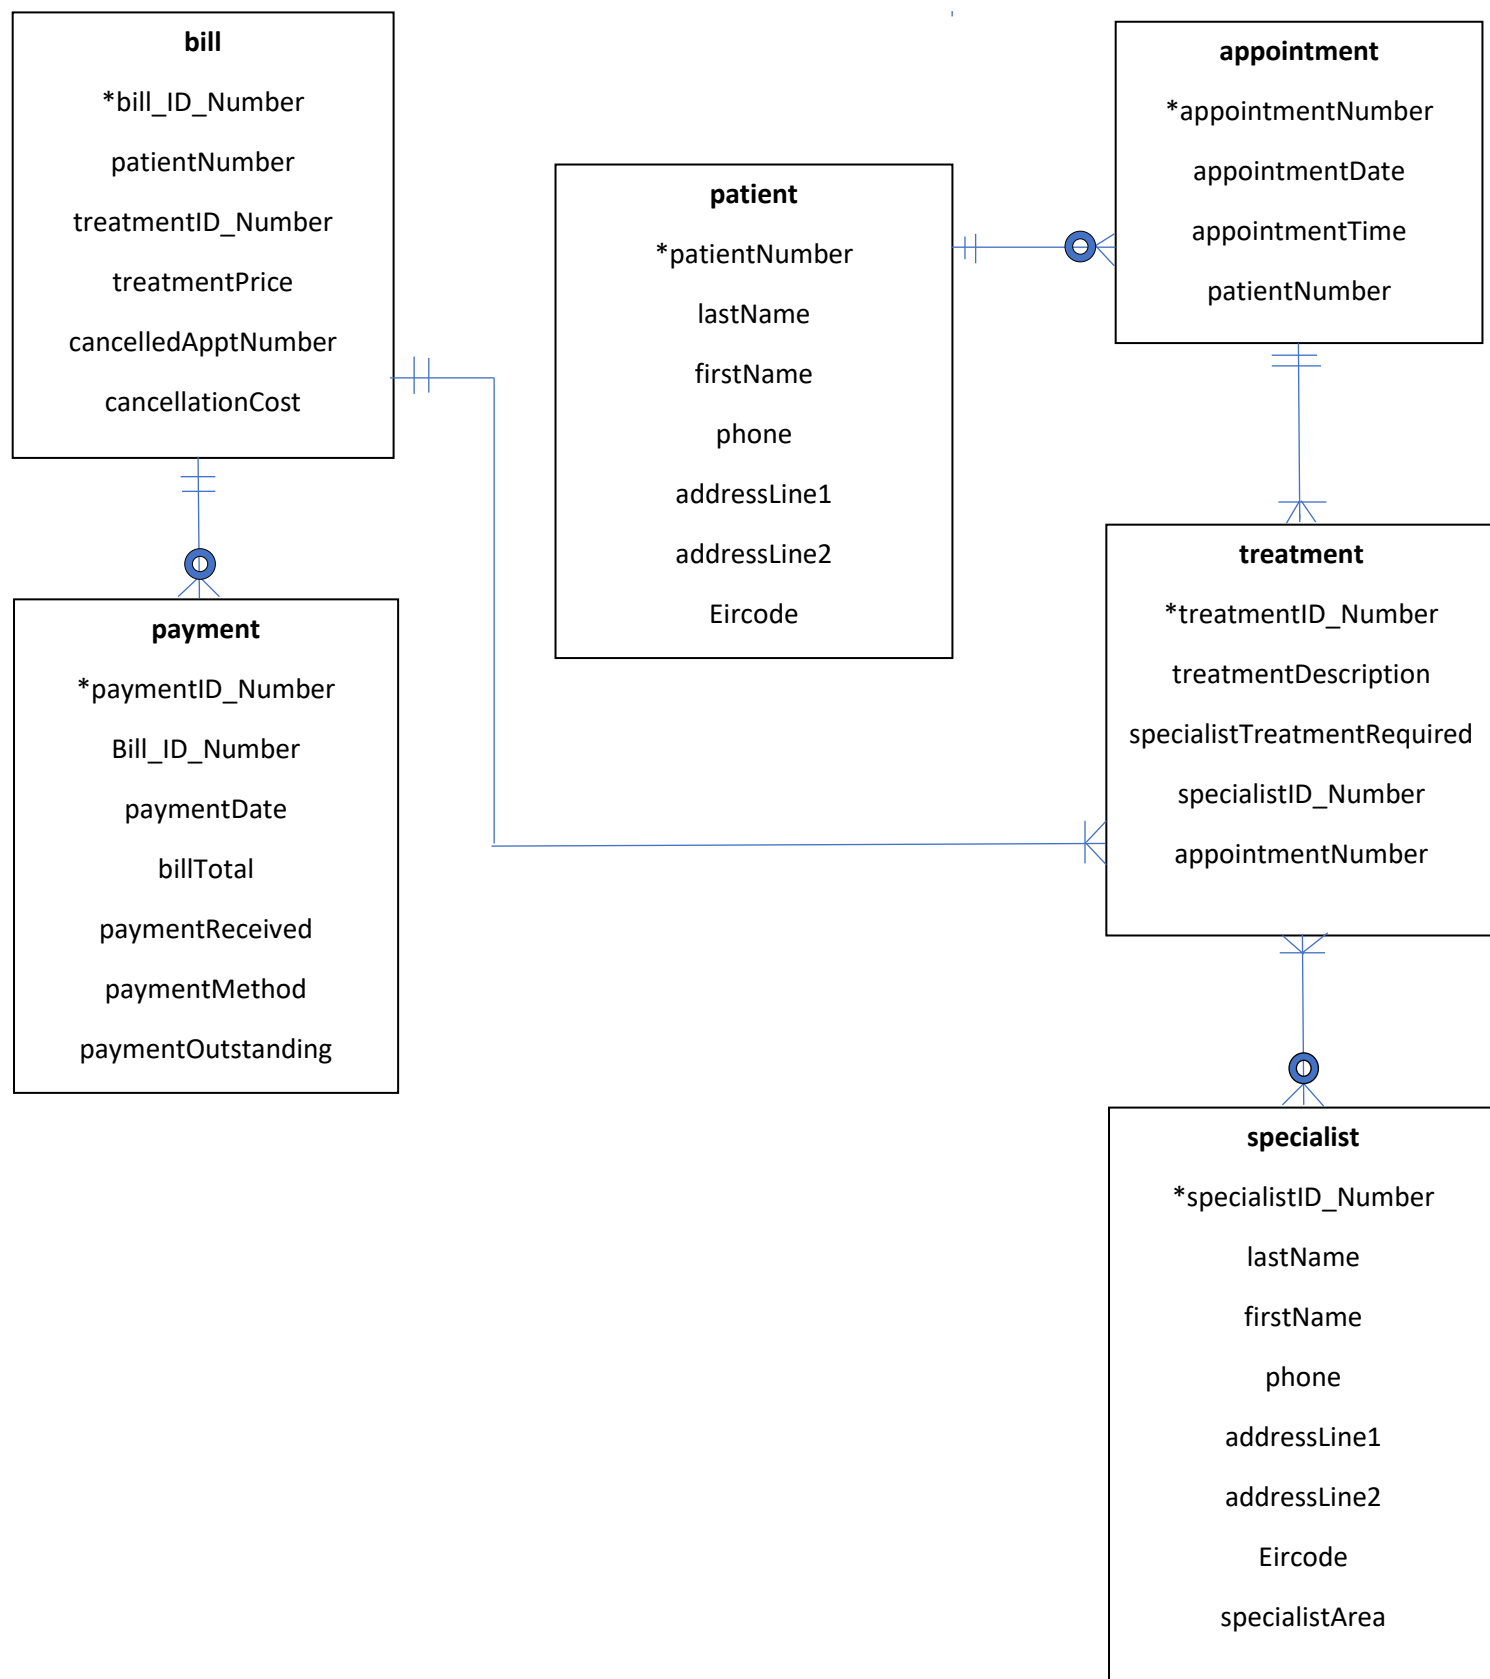 bill
*bill_ID_Number
patientNumber
treatmentID_Number
treatmentPrice
cancelledApptNumber
cancellationCost
appointment
*appointmentNumber
appointmentDate
appointmentTime
patientNumber
patient
*patientNumber
lastName
firstName
phone
addressLine1
addressLine2
Eircode
payment
*paymentID_Number
Bill_ID_Number
paymentDate
billTotal
paymentReceived
paymentMethod
paymentOutstanding
treatment
*treatmentID_Number
treatmentDescription
specialistTreatmentRequired
specialistID_Number
appointmentNumber
specialist
*specialistID_Number
lastName
firstName
phone
addressLine1
addressLine2
Eircode
specialistArea